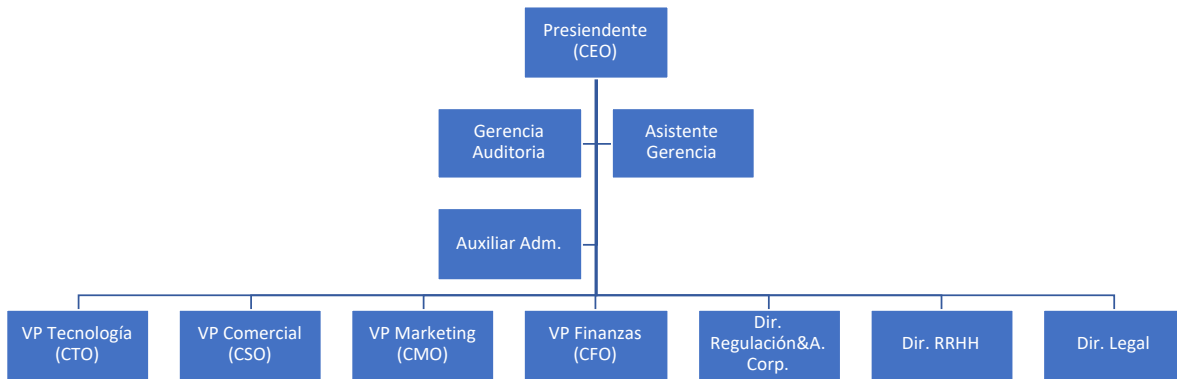 Presiendente
(CEO)
Gerencia
Auditoria
Asistente
Gerencia
Auxiliar Adm.
VP Tecnología
(CTO)
VP Comercial
(CSO)
VP Marketing
(CMO)
VP Finanzas
(CFO)
Dir.
Regulación&A.
Corp.
Dir. RRHH
Dir. Legal